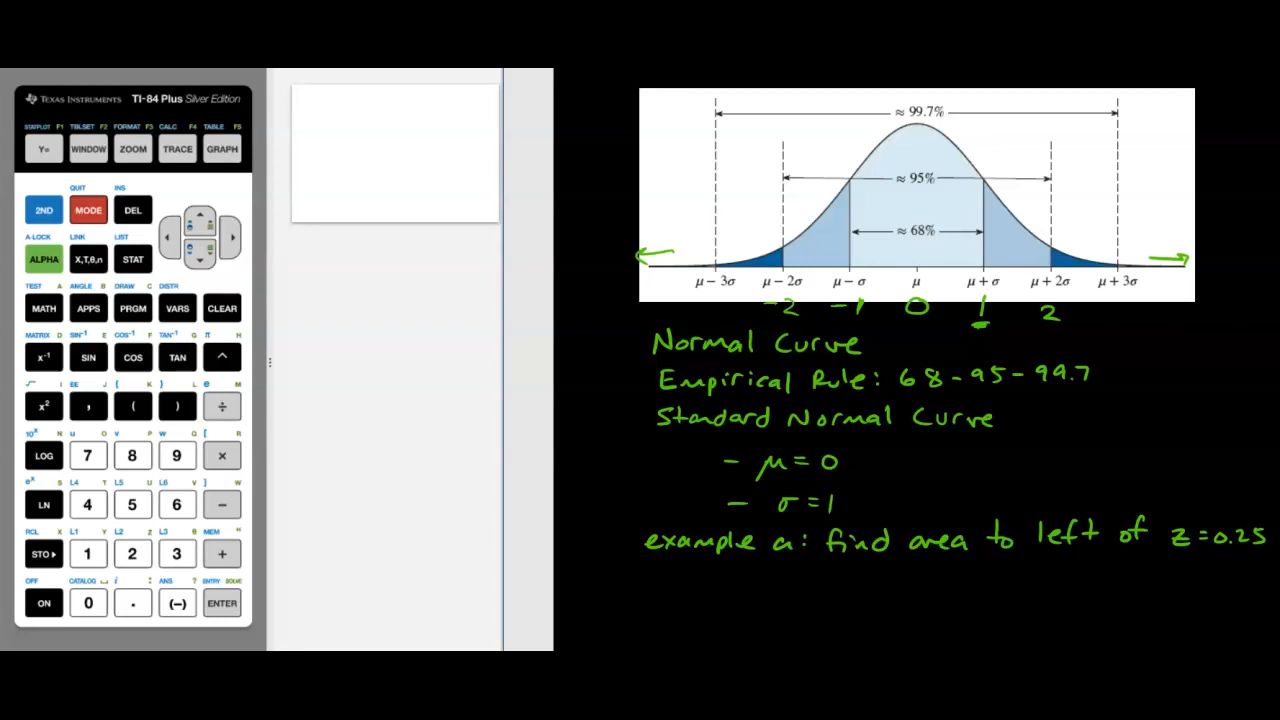 TEXAS INSTRUMENTS TI-84 Plus Silver Edition
STATPLOT F1 TBLSET F2 FORMAT F3 CALC F4 TABLE F5
Y= WINDOW ZOOM TRACE GRAPH
QUIT INS
2ND MODE DEL
A-LOCK LINK LIST
ALPHA X,T,θ,n STAT
TEST A ANGLE B DRAW C DISTR
MATH APPS PRGM VARS CLEAR
MATRIX D SIN⁻¹ E COS⁻¹ F TAN⁻¹ G π H
x⁻¹ SIN COS TAN ^
√ I EE J { K } L e M
x² , ( ) ÷
10ˣ N u O v P w Q [ R
LOG 7 8 9 ×
eˣ S L4 T L5 U L6 V ] W
LN 4 5 6 −
RCL X L1 Y L2 Z L3 θ MEM "
STO▸ 1 2 3 +
OFF CATALOG i : ANS ? ENTRY SOLVE
ON 0 . (−) ENTER
≈ 99.7%
≈ 95%
≈ 68%
μ − 3σ μ − 2σ μ − σ μ μ + σ μ + 2σ μ + 3σ
-2 -1 0 1 2
Normal Curve
Empirical Rule: 68-95-99.7
Standard Normal Curve
- μ = 0
- σ = 1
example a: find area to left of z = 0.25